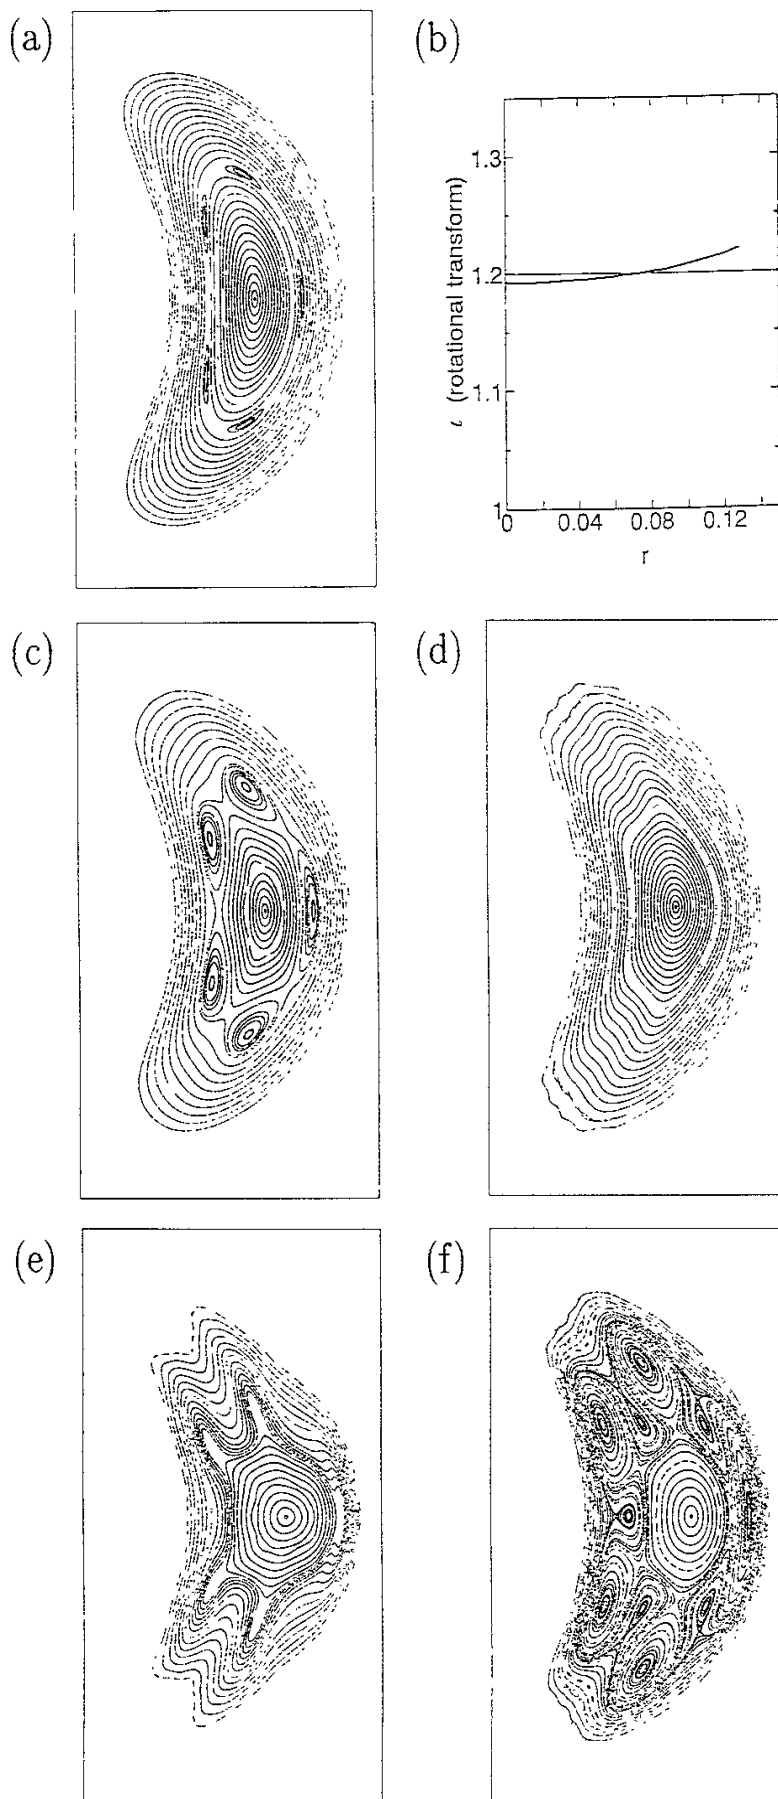 (a)
(b)
ι (rotational transform)
1.3
1.2
1.1
1
0 0.04 0.08 0.12
r
(c)
(d)
(e)
(f)